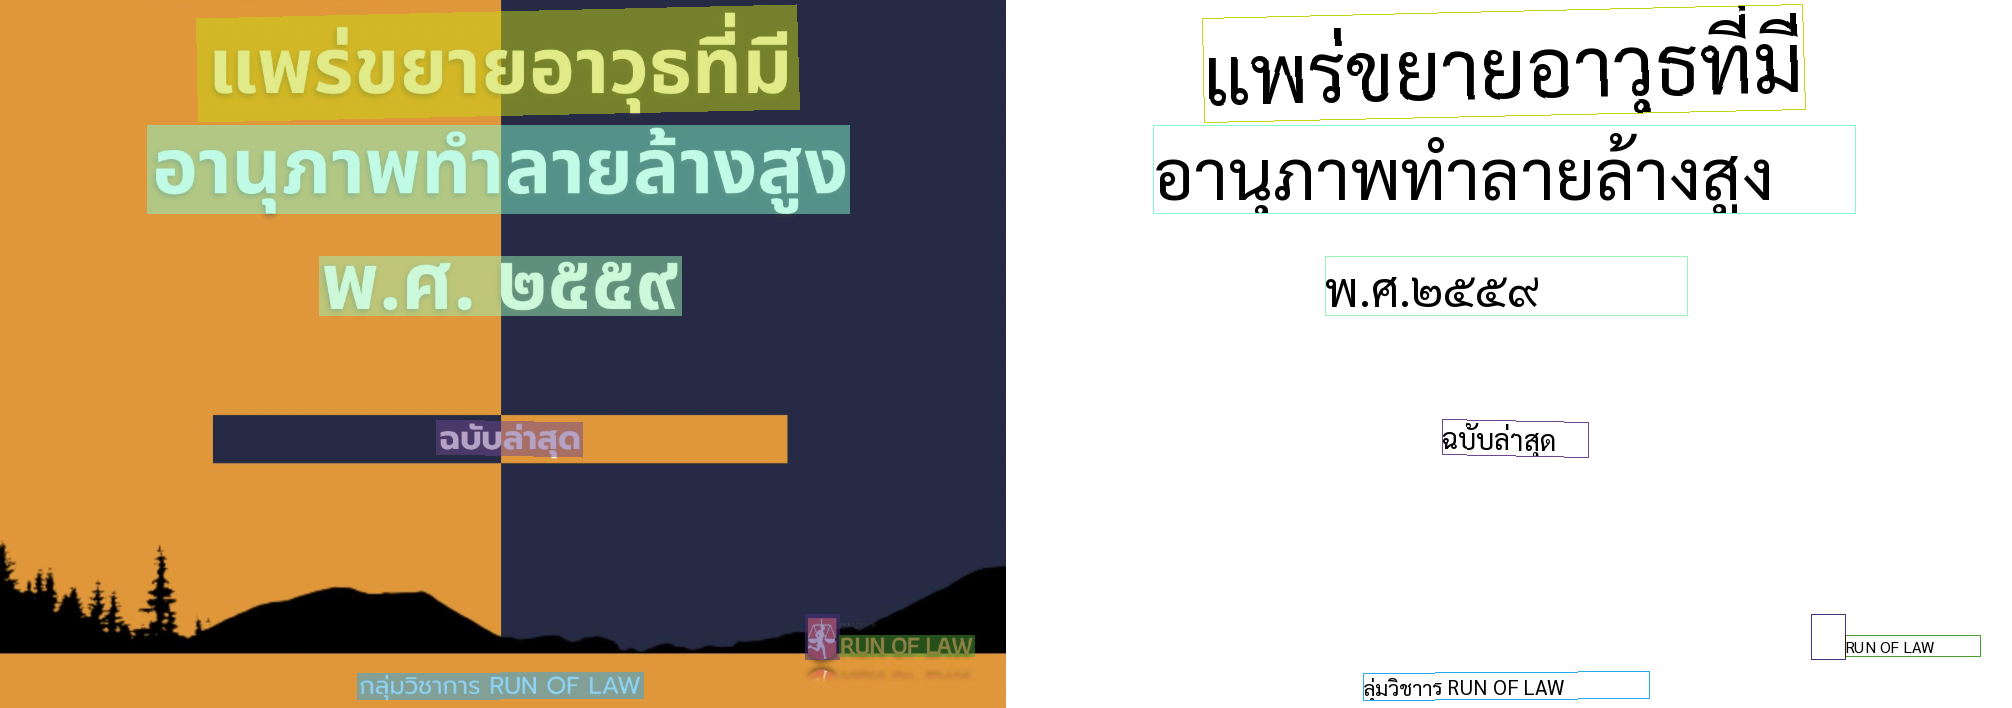 แพร่ขยายอาวุธที่มี
อานุภาพทำลายล้างสูง
พ.ศ. ๒๕๕๙
ฉบับล่าสุด
RUN OF LAW
กลุ่มวิชาการ RUN OF LAW
แพร่ขยายอาวุธที่มี
อานุภาพทำลายล้างสูง
พ.ศ.๒๕๕๙
ฉบับล่าสุด
RUN OF LAW
ลุ่มวิชาาร RUN OF LAW